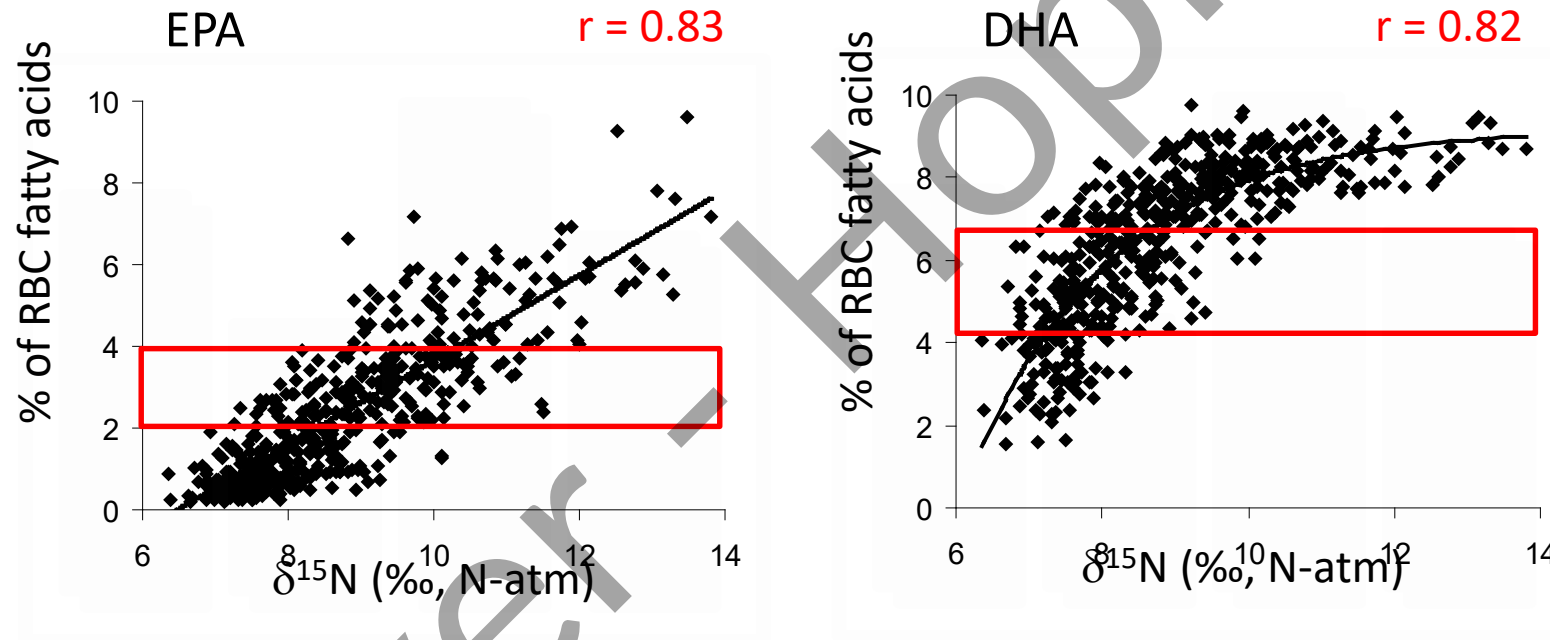 EPA
r = 0.83
% of RBC fatty acids
10
8
6
4
2
0
6
8
10
12
14
δ¹⁵N (‰, N-atm)
DHA
r = 0.82
% of RBC fatty acids
10
8
6
4
2
0
6
8
10
12
14
δ¹⁵N (‰, N-atm)